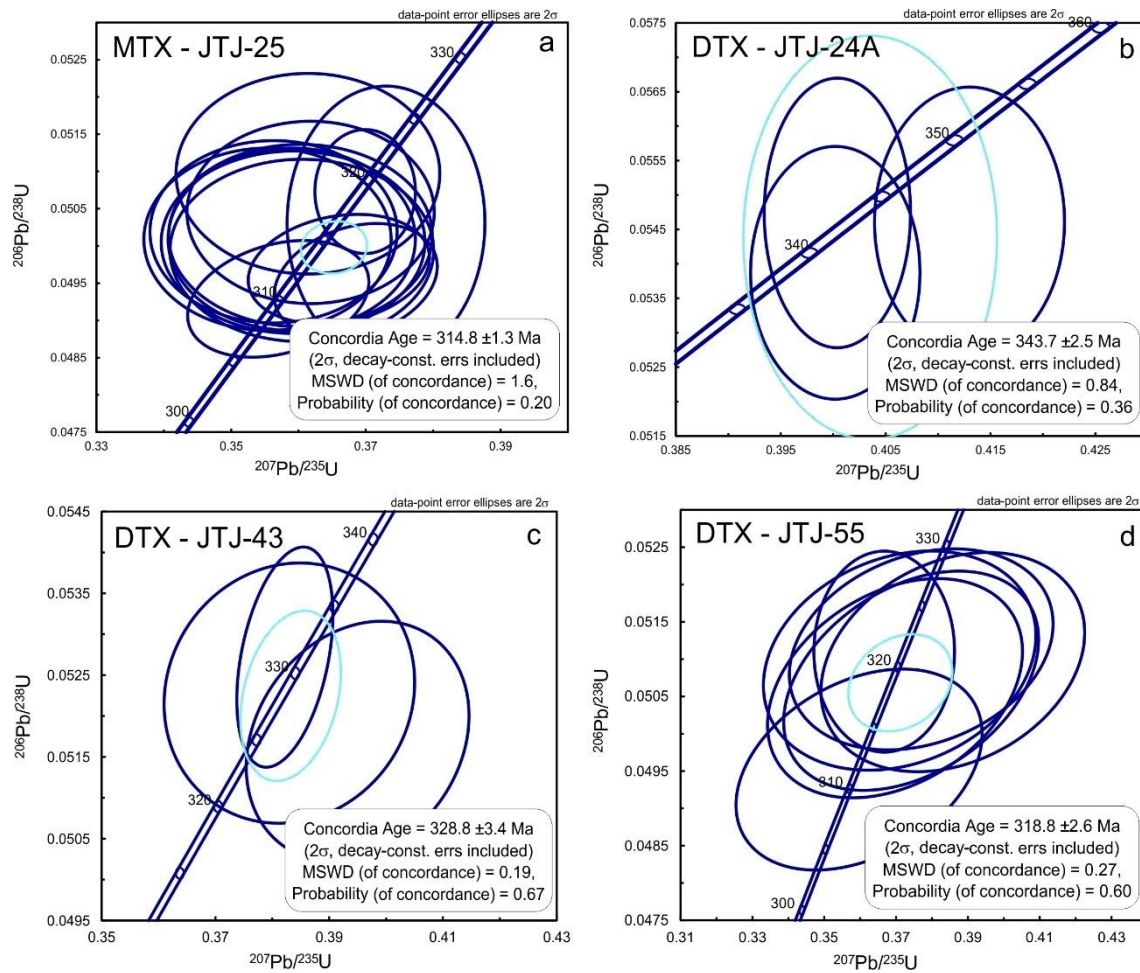 data-point error ellipses are 2σ
MTX - JTJ-25
a
0.0525
0.0515
0.0505
0.0495
0.0485
0.0475
206Pb/238U
330
320
310
300
Concordia Age = 314.8 ±1.3 Ma
(2σ, decay-const. errs included)
MSWD (of concordance) = 1.6,
Probability (of concordance) = 0.20
0.33
0.35
0.37
0.39
207Pb/235U
data-point error ellipses are 2σ
DTX - JTJ-24A
b
0.0575
0.0565
0.0555
0.0545
0.0535
0.0525
0.0515
206Pb/238U
360
350
340
Concordia Age = 343.7 ±2.5 Ma
(2σ, decay-const. errs included)
MSWD (of concordance) = 0.84,
Probability (of concordance) = 0.36
0.385
0.395
0.405
0.415
0.425
207Pb/235U
data-point error ellipses are 2σ
DTX - JTJ-43
c
0.0545
0.0535
0.0525
0.0515
0.0505
0.0495
206Pb/238U
340
330
320
Concordia Age = 328.8 ±3.4 Ma
(2σ, decay-const. errs included)
MSWD (of concordance) = 0.19,
Probability (of concordance) = 0.67
0.35
0.37
0.39
0.41
0.43
207Pb/235U
data-point error ellipses are 2σ
DTX - JTJ-55
d
0.0525
0.0515
0.0505
0.0495
0.0485
0.0475
206Pb/238U
330
320
310
300
Concordia Age = 318.8 ±2.6 Ma
(2σ, decay-const. errs included)
MSWD (of concordance) = 0.27,
Probability (of concordance) = 0.60
0.31
0.33
0.35
0.37
0.39
0.41
0.43
207Pb/235U